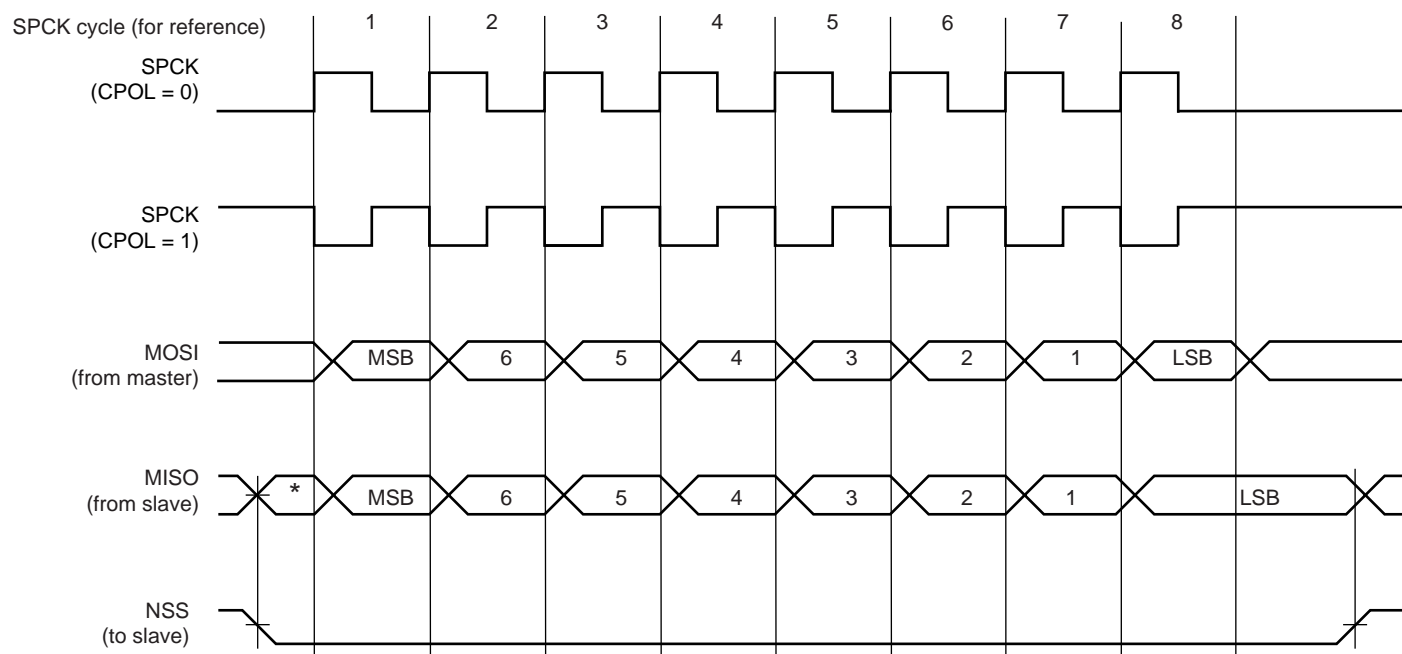 SPCK cycle (for reference)
1 2 3 4 5 6 7 8
SPCK
(CPOL = 0)
SPCK
(CPOL = 1)
MOSI
(from master)
MSB 6 5 4 3 2 1 LSB
MISO
(from slave)
* MSB 6 5 4 3 2 1 LSB
NSS
(to slave)